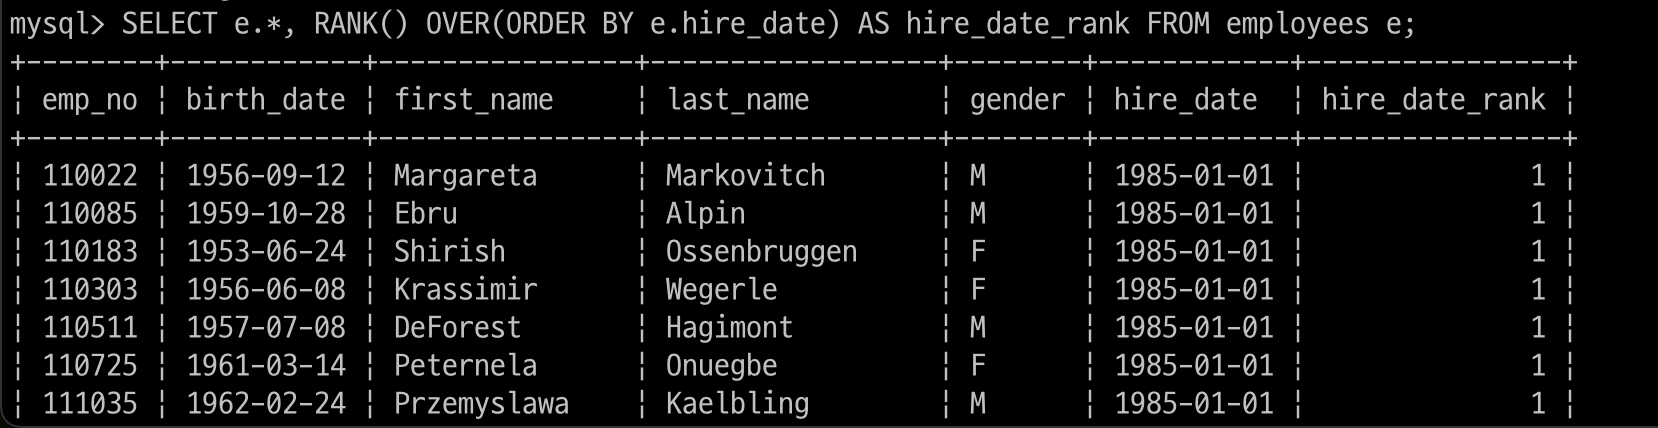 mysql> SELECT e.*, RANK() OVER(ORDER BY e.hire_date) AS hire_date_rank FROM employees e;
+--------+------------+----------------+------------------+--------+------------+----------------+
¦ emp_no ¦ birth_date ¦ first_name     ¦ last_name        ¦ gender ¦ hire_date  ¦ hire_date_rank ¦
+--------+------------+----------------+------------------+--------+------------+----------------+
¦ 110022 ¦ 1956-09-12 ¦ Margareta      ¦ Markovitch       ¦ M      ¦ 1985-01-01 ¦              1 ¦
¦ 110085 ¦ 1959-10-28 ¦ Ebru           ¦ Alpin            ¦ M      ¦ 1985-01-01 ¦              1 ¦
¦ 110183 ¦ 1953-06-24 ¦ Shirish        ¦ Ossenbruggen     ¦ F      ¦ 1985-01-01 ¦              1 ¦
¦ 110303 ¦ 1956-06-08 ¦ Krassimir      ¦ Wegerle          ¦ F      ¦ 1985-01-01 ¦              1 ¦
¦ 110511 ¦ 1957-07-08 ¦ DeForest       ¦ Hagimont         ¦ M      ¦ 1985-01-01 ¦              1 ¦
¦ 110725 ¦ 1961-03-14 ¦ Peternela      ¦ Onuegbe          ¦ F      ¦ 1985-01-01 ¦              1 ¦
¦ 111035 ¦ 1962-02-24 ¦ Przemyslawa    ¦ Kaelbling        ¦ M      ¦ 1985-01-01 ¦              1 ¦